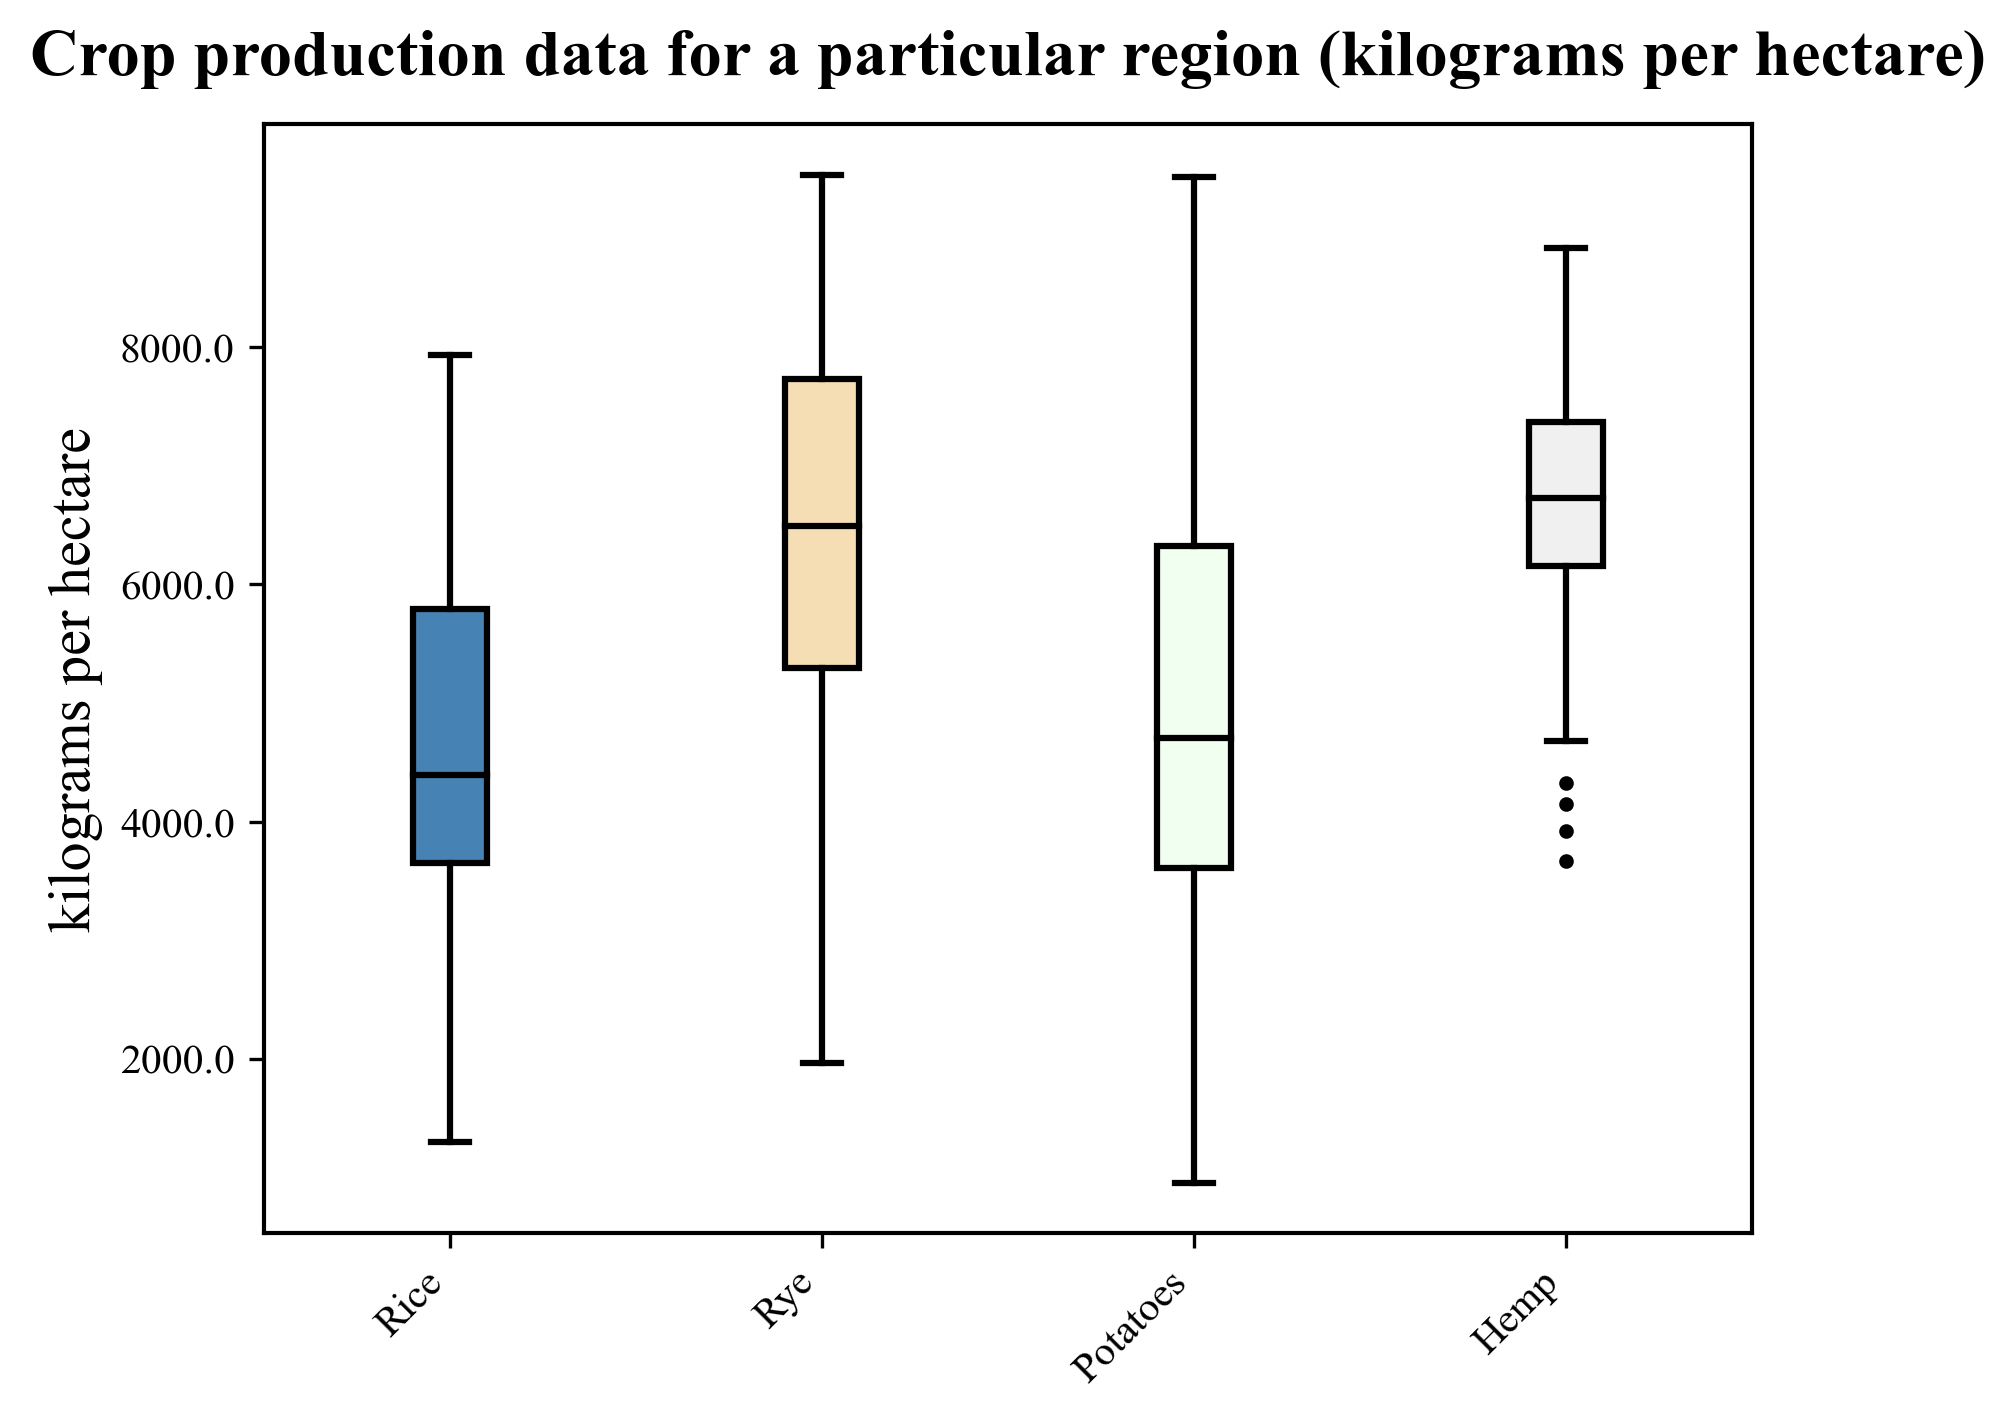 Crop production data for a particular region (kilograms per hectare)
kilograms per hectare
8000.0
6000.0
4000.0
2000.0
Rice
Rye
Potatoes
Hemp